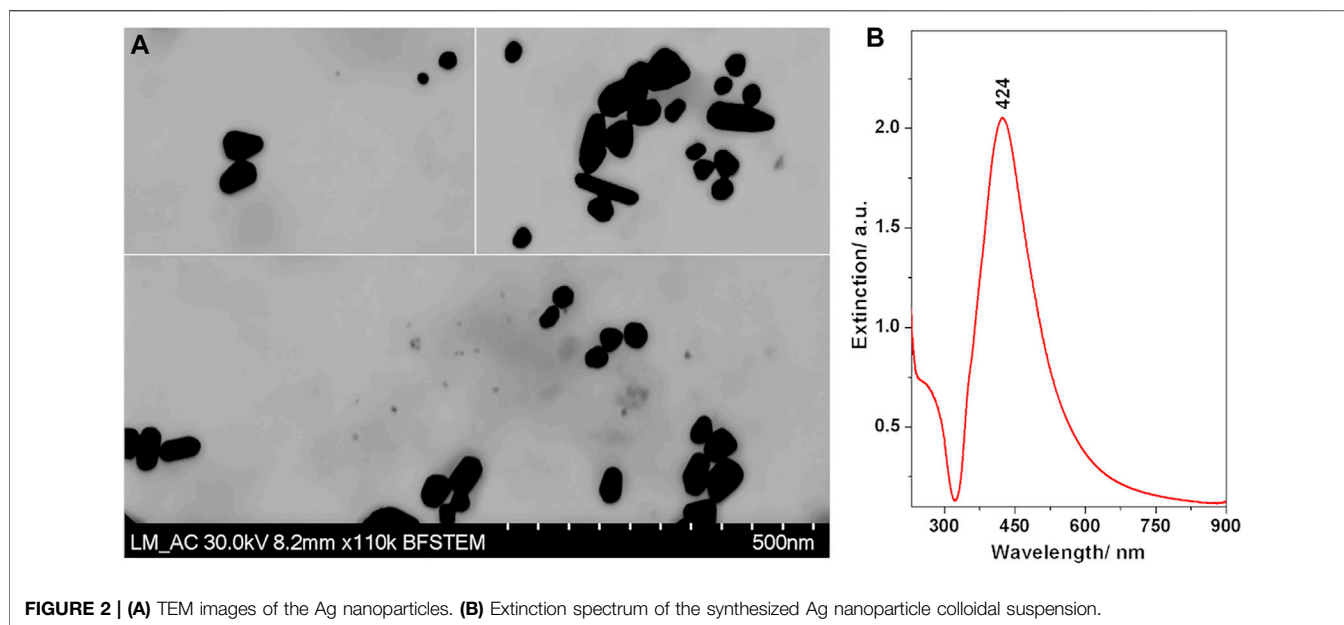 A
LM_AC 30.0kV 8.2mm x110k BFSTEM 500nm
B
424
Extinction/ a.u.
2.0
1.5
1.0
0.5
300 450 600 750 900
Wavelength/ nm
FIGURE 2 | (A) TEM images of the Ag nanoparticles. (B) Extinction spectrum of the synthesized Ag nanoparticle colloidal suspension.